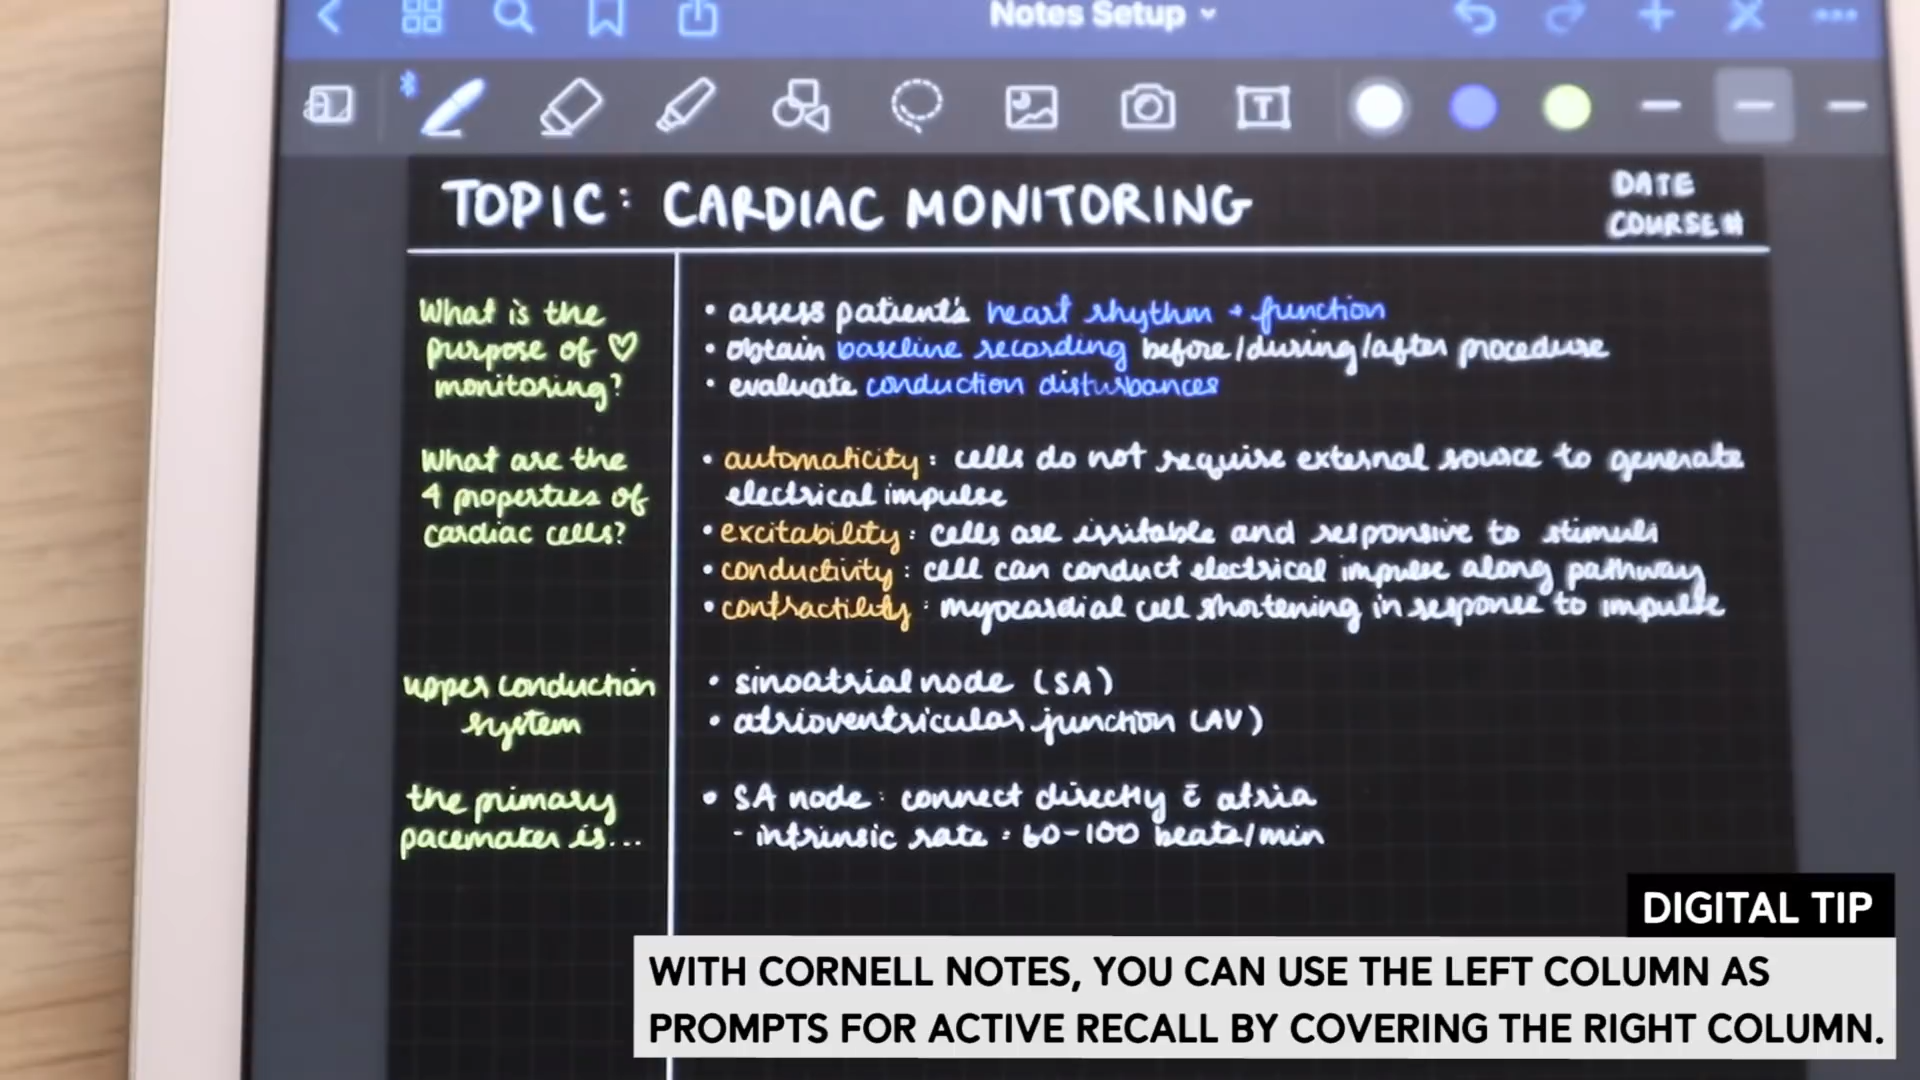 Notes Setup
TOPIC: CARDIAC MONITORING
DATE
COURSE #
What is the
purpose of ♡
monitoring?
• assess patient's heart rhythm + function
• obtain baseline recording before/during/after procedure
• evaluate conduction disturbances
What are the
4 properties of
cardiac cells?
• automaticity: cells do not require external source to generate
electrical impulse
• excitability: cells are irritable and responsive to stimuli
• conductivity: cell can conduct electrical impulse along pathway
• contractility: myocardial cell shortening in response to impulse
upper conduction
system
• sinoatrial node (SA)
• atrioventricular junction (AV)
the primary
pacemaker is...
• SA node: connect directly c̄ atria
- intrinsic rate: 60-100 beats/min
DIGITAL TIP
WITH CORNELL NOTES, YOU CAN USE THE LEFT COLUMN AS
PROMPTS FOR ACTIVE RECALL BY COVERING THE RIGHT COLUMN.